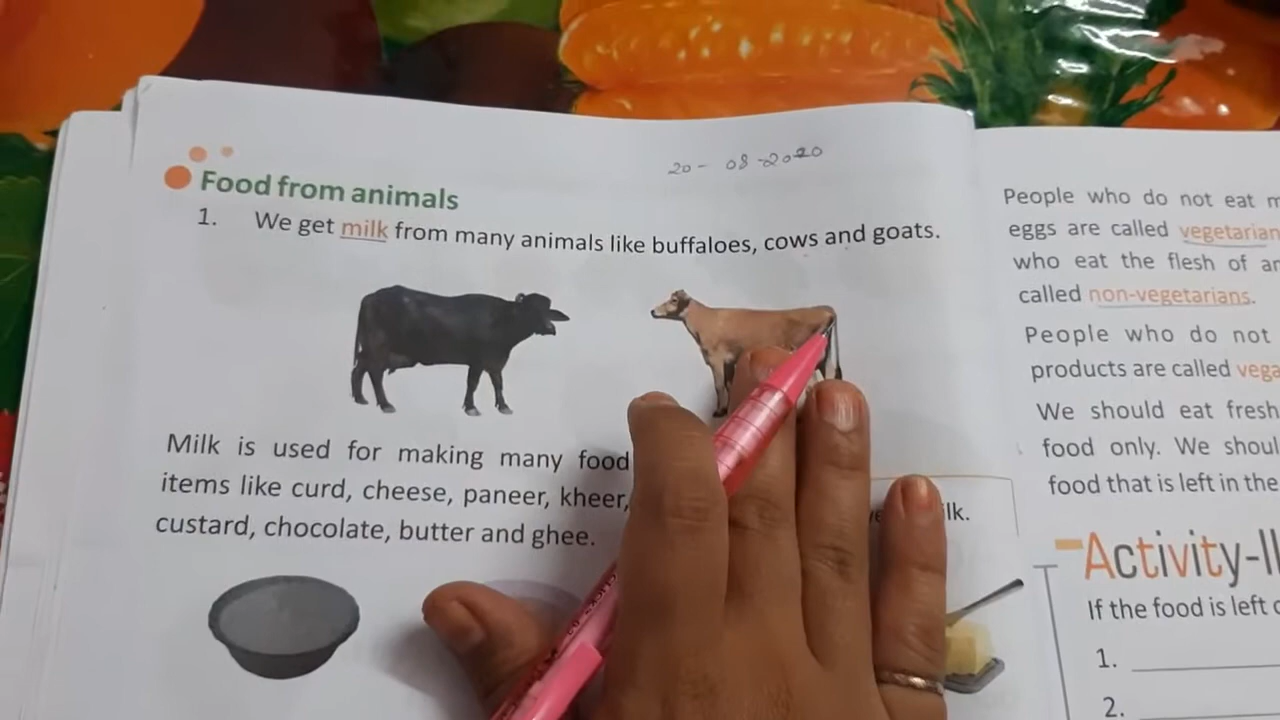 20-08-2020
Food from animals
1. We get milk from many animals like buffaloes, cows and goats.
Milk is used for making many food
items like curd, cheese, paneer, kheer,
custard, chocolate, butter and ghee.
People who do not eat
eggs are called vegetarian
who eat the flesh of
called non-vegetarians.
People who do not
products are called
We should eat fresh
food only. We
food that is left in the
Activity-II
If the food is left
1.
2.